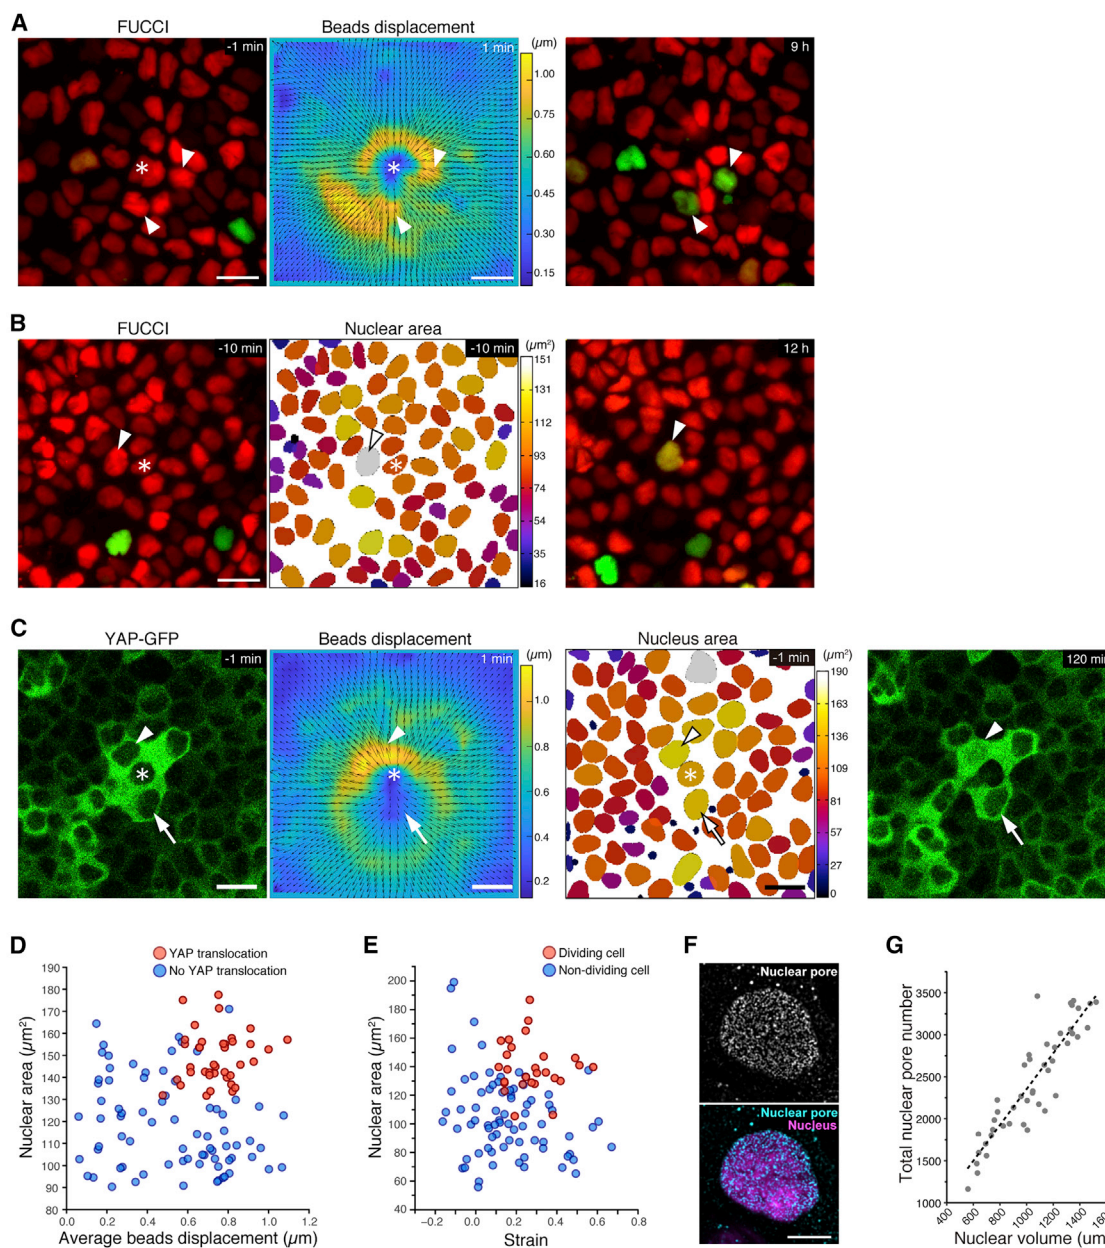 A
FUCCI
Beads displacement
-1 min
1 min
(µm)
1.00
0.75
0.60
0.45
0.30
0.15
9 h
*
*
B
FUCCI
Nuclear area
-10 min
-10 min
(µm²)
151
131
112
93
74
54
35
16
12 h
*
*
C
YAP-GFP
Beads displacement
Nucleus area
-1 min
1 min
(µm)
1.0
0.8
0.6
0.4
0.2
-1 min
(µm²)
190
163
136
109
81
57
27
0
120 min
*
*
*
D
YAP translocation
No YAP translocation
Nuclear area (µm²)
190
180
170
160
150
140
130
120
110
100
90
80
0.0 0.2 0.4 0.6 0.8 1.0 1.2
Average beads displacement (µm)
E
Dividing cell
Non-dividing cell
Nuclear area (µm²)
200
180
160
140
120
100
80
60
40
−0.2 0.0 0.2 0.4 0.6 0.8
Strain
F
Nuclear pore
Nuclear pore
Nucleus
G
Total nuclear pore number
3500
3000
2500
2000
1500
1000
400 600 800 1000 1200 1400
Nuclear volume (um